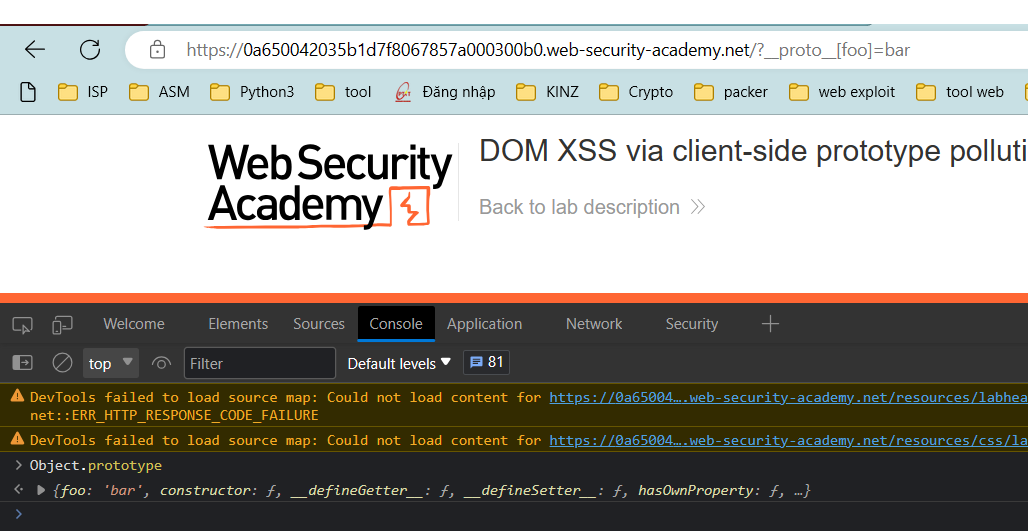 https://0a650042035b1d7f8067857a000300b0.web-security-academy.net/?__proto__[foo]=bar
ISP ASM Python3 tool Đăng nhập KINZ Crypto packer web exploit tool web
Web Security
Academy
DOM XSS via client-side prototype polluti
Back to lab description
Welcome Elements Sources Console Application Network Security
top Filter Default levels 81
DevTools failed to load source map: Could not load content for https://0a65004….web-security-academy.net/resources/labhea
net::ERR_HTTP_RESPONSE_CODE_FAILURE
DevTools failed to load source map: Could not load content for https://0a65004….web-security-academy.net/resources/css/la
Object.prototype
{foo: 'bar', constructor: ƒ, __defineGetter__: ƒ, __defineSetter__: ƒ, hasOwnProperty: ƒ, …}